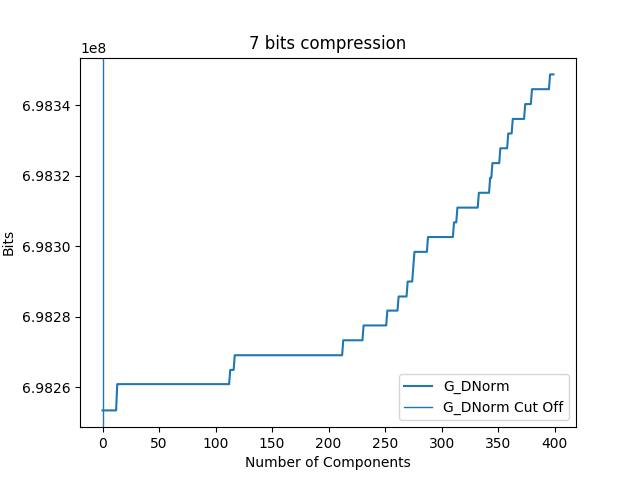 7 bits compression
1e8
6.9834
6.9832
6.9830
6.9828
6.9826
Bits
0 50 100 150 200 250 300 350 400
Number of Components
G_DNorm
G_DNorm Cut Off